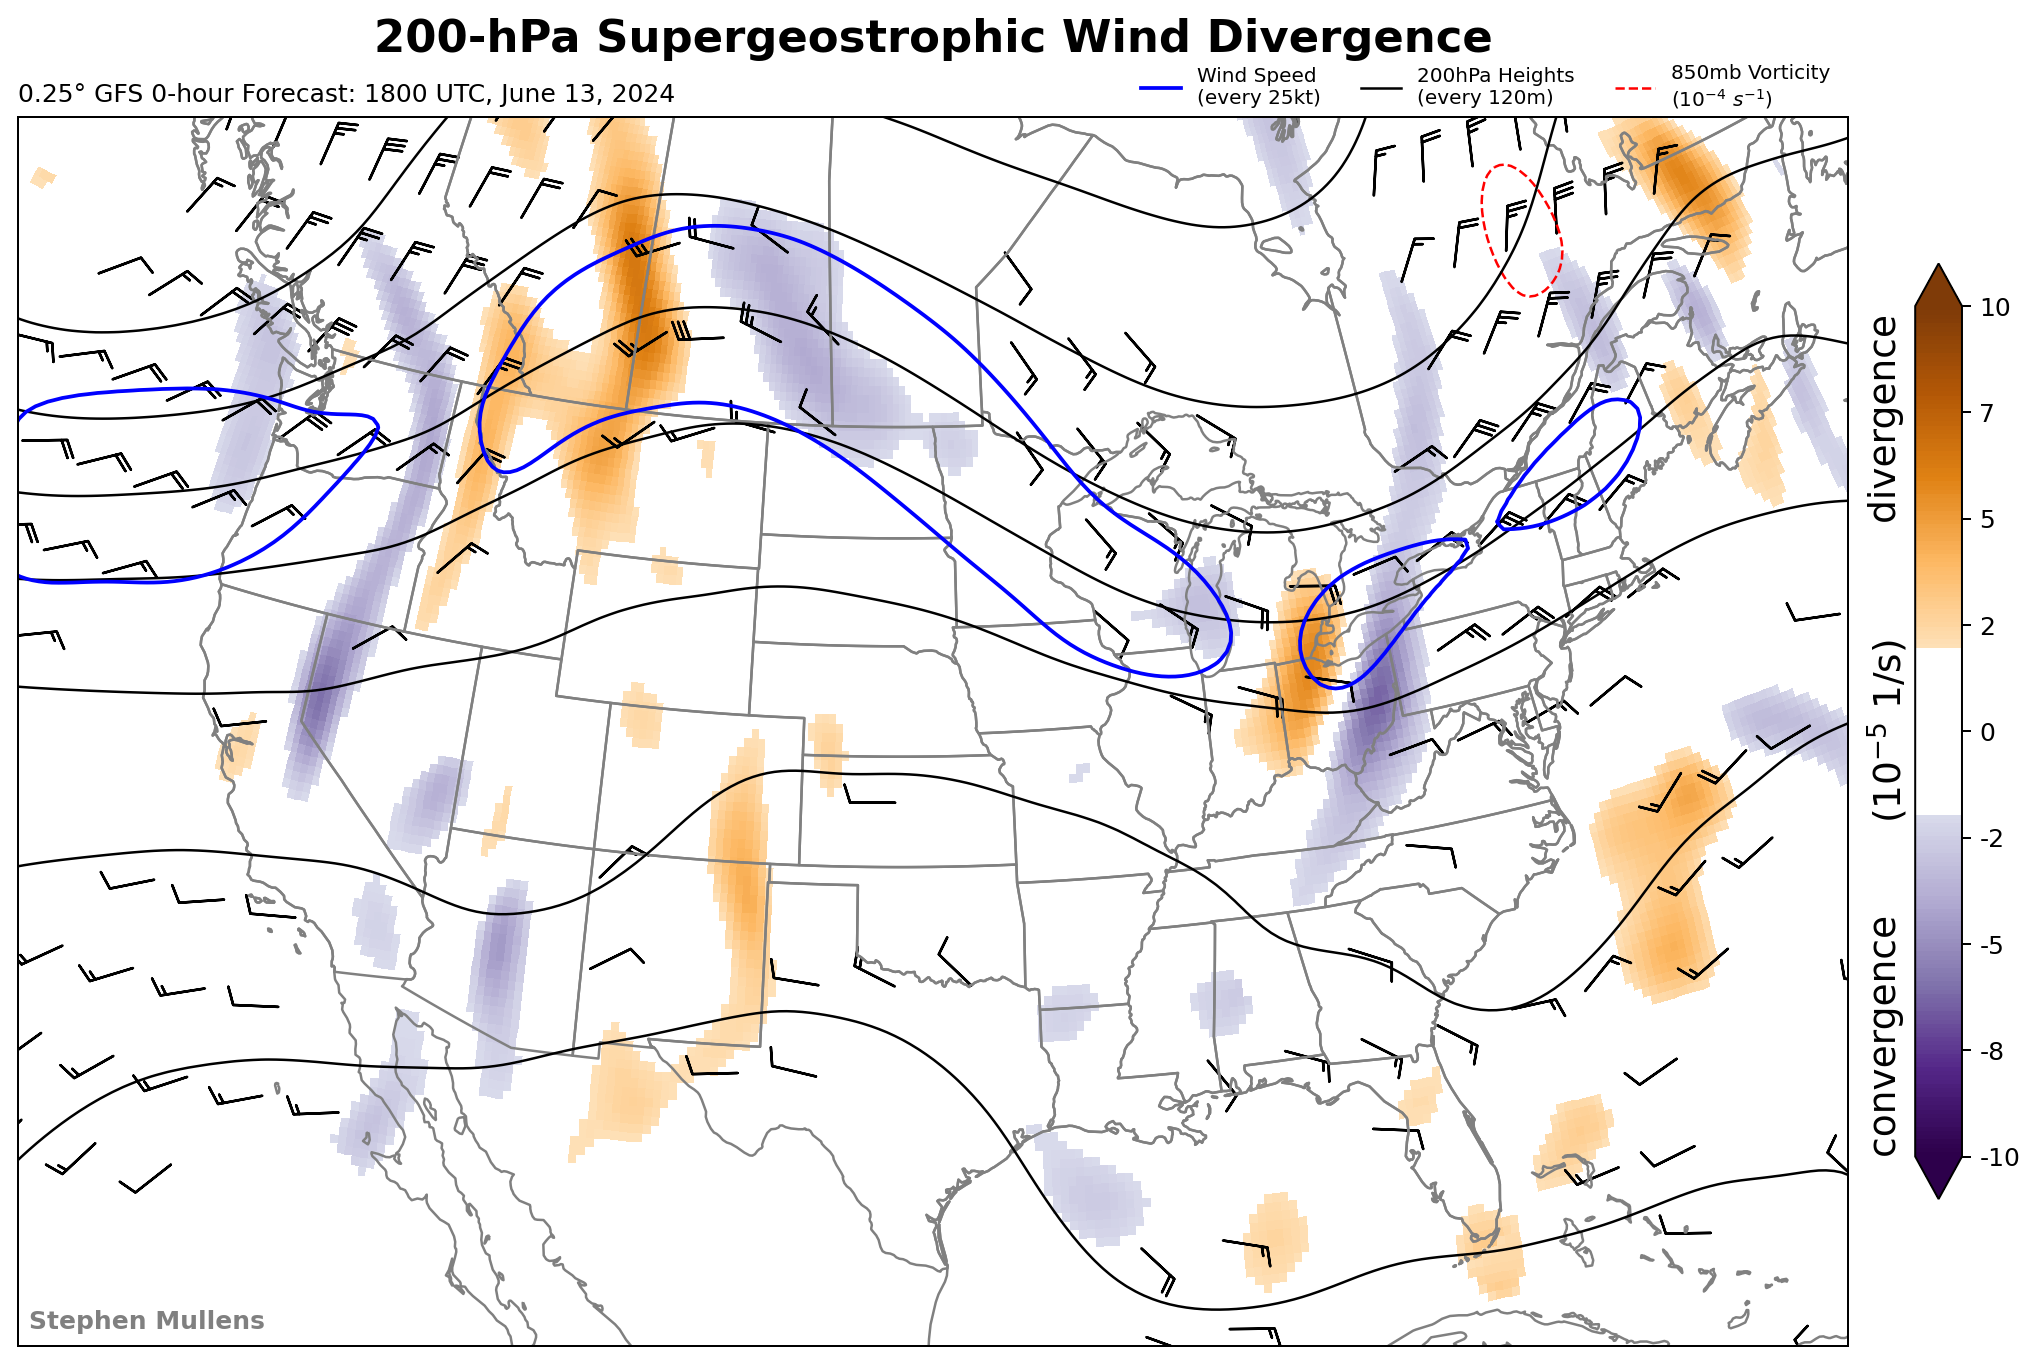 200-hPa Supergeostrophic Wind Divergence
0.25° GFS 0-hour Forecast: 1800 UTC, June 13, 2024
Wind Speed
(every 25kt)
200hPa Heights
(every 120m)
850mb Vorticity
(10⁻⁴ s⁻¹)
10
7
5
2
0
-2
-5
-8
-10
convergence (10⁻⁵ 1/s) divergence
Stephen Mullens